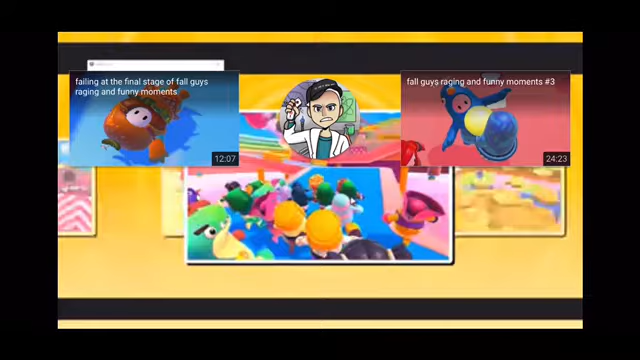 failing at the final stage of fall guys
raging and funny moments
12:07
fall guys raging and funny moments #3
24:23